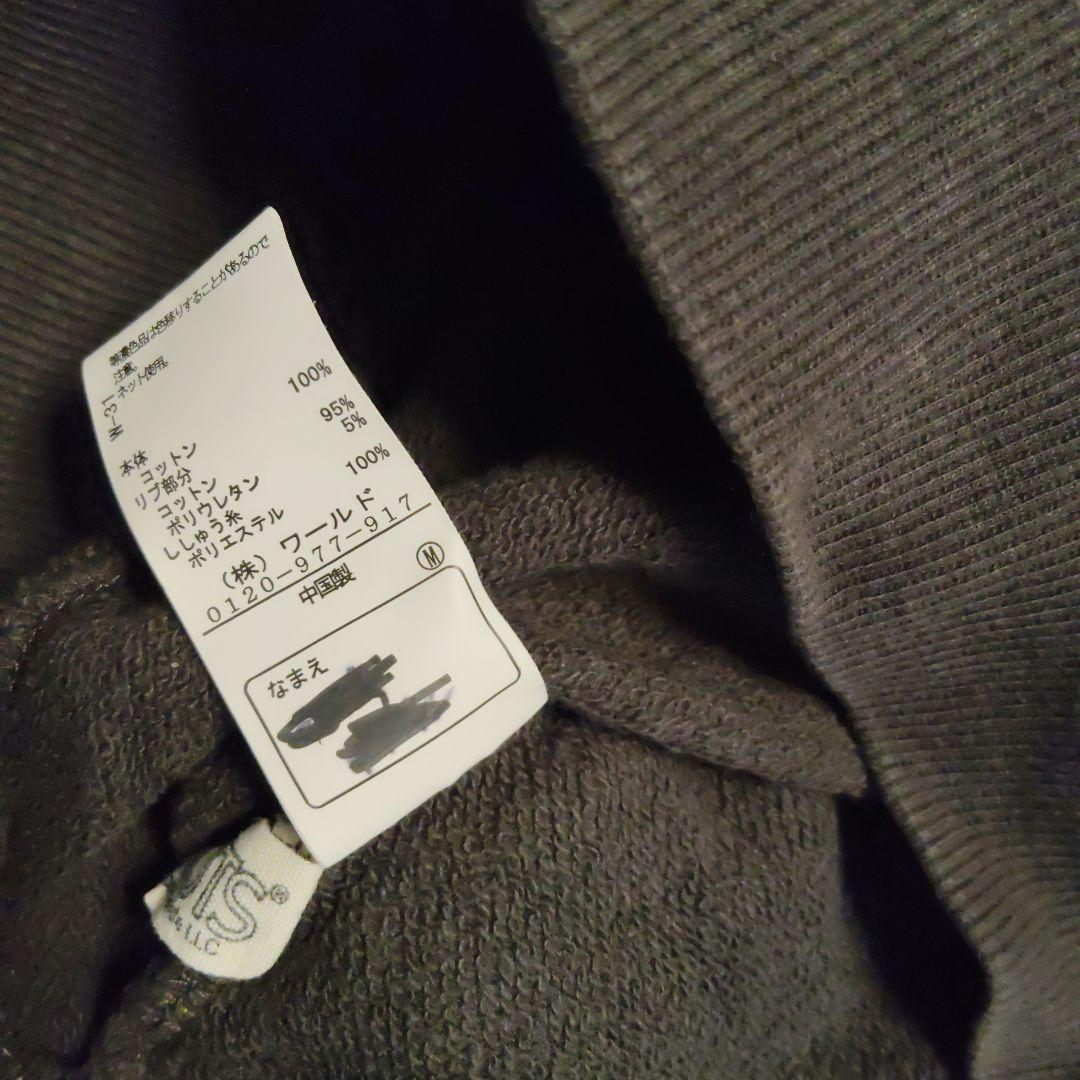 等濃色品は色移りすることがあるので
注意。
ネット使用。
W-31
本体
コットン 100%
リブ部分
コットン 95%
ポリウレタン 5%
ししゅう糸
ポリエステル 100%
(株)ワールド
0120-977-917
中国製
M
なまえ
®
LLC